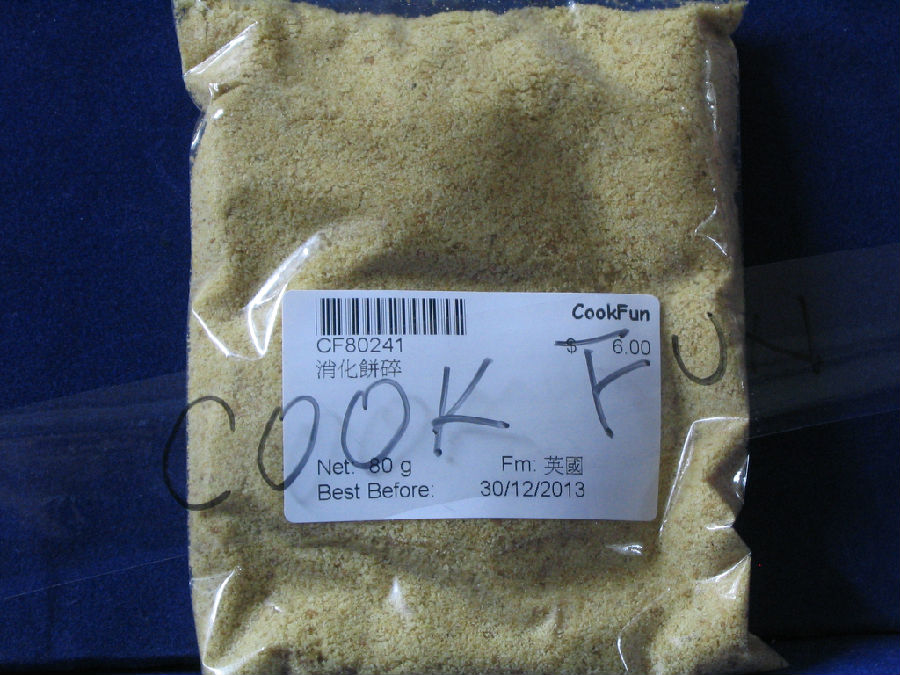 CookFun
CF80241
$ 6.00
消化餅碎
COOK FUN
Net: 80 g Fm: 英國
Best Before: 30/12/2013